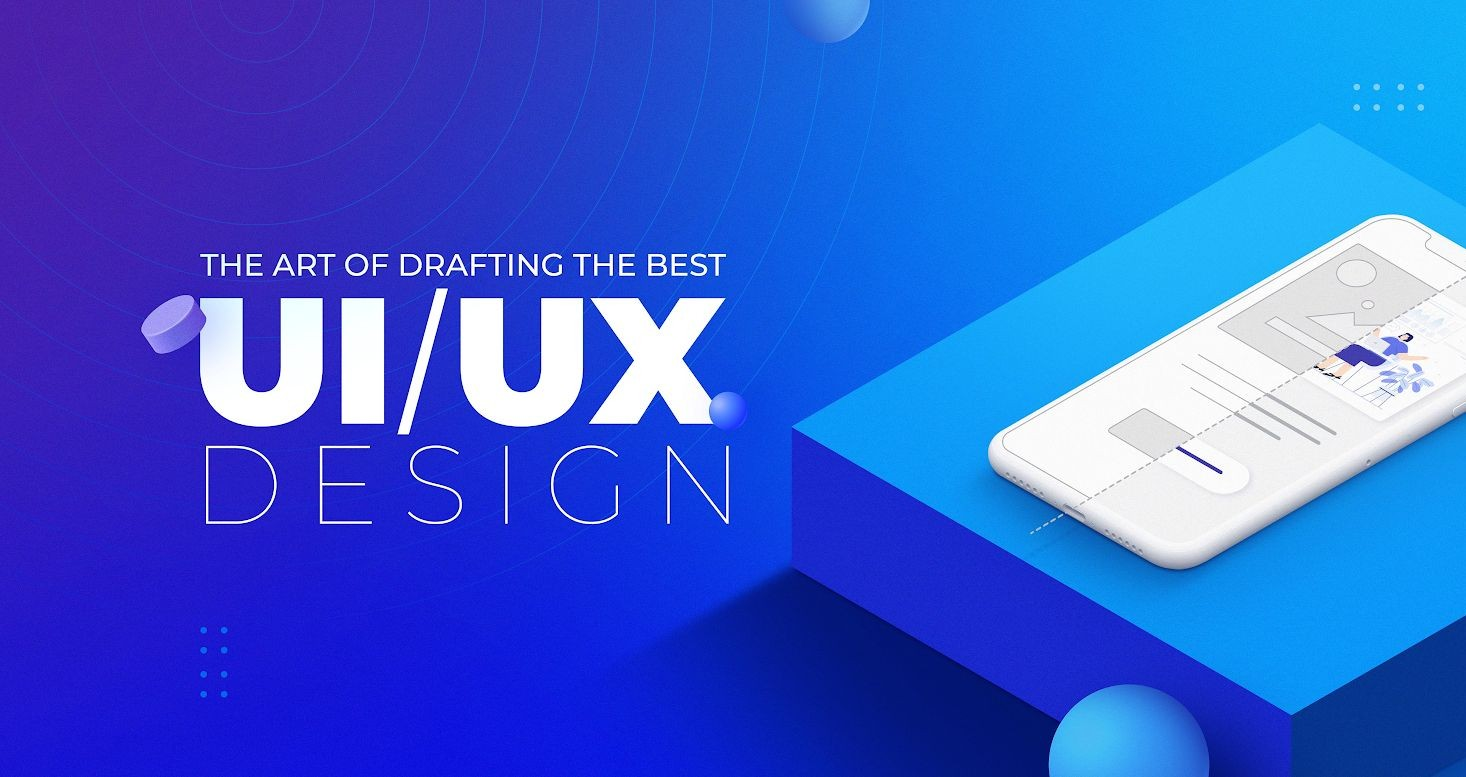 THE ART OF DRAFTING THE BEST
UI/UX
DESIGN